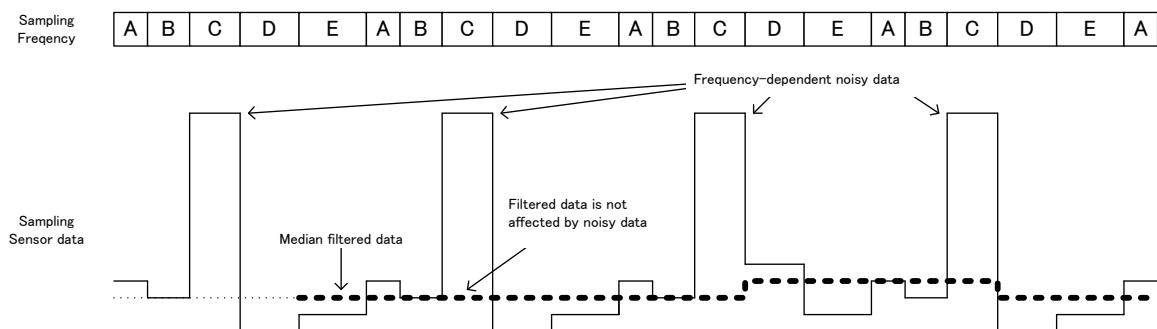 Sampling
Freqency
A B C D E A B C D E A B C D E A B C D E A
Frequency-dependent noisy data
Filtered data is not
affected by noisy data
Sampling
Sensor data
Median filtered data